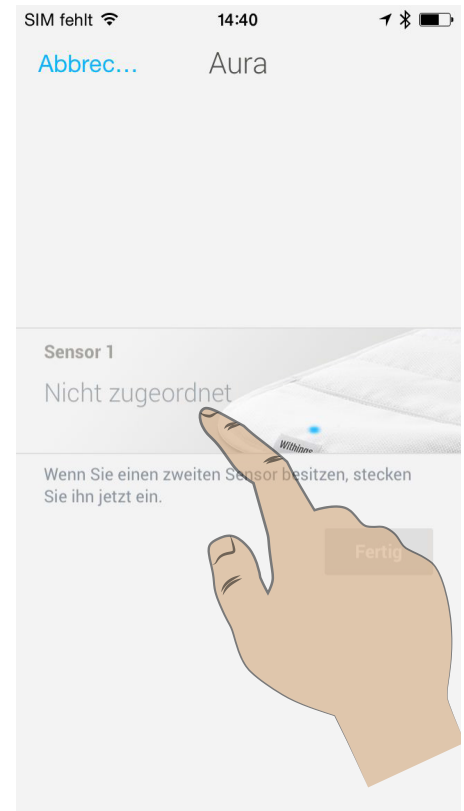 SIM fehlt 14:40
Abbrec... Aura
Sensor 1
Nicht zugeordnet
Withings
Wenn Sie einen zweiten Sensor besitzen, stecken
Sie ihn jetzt ein.
Fertig